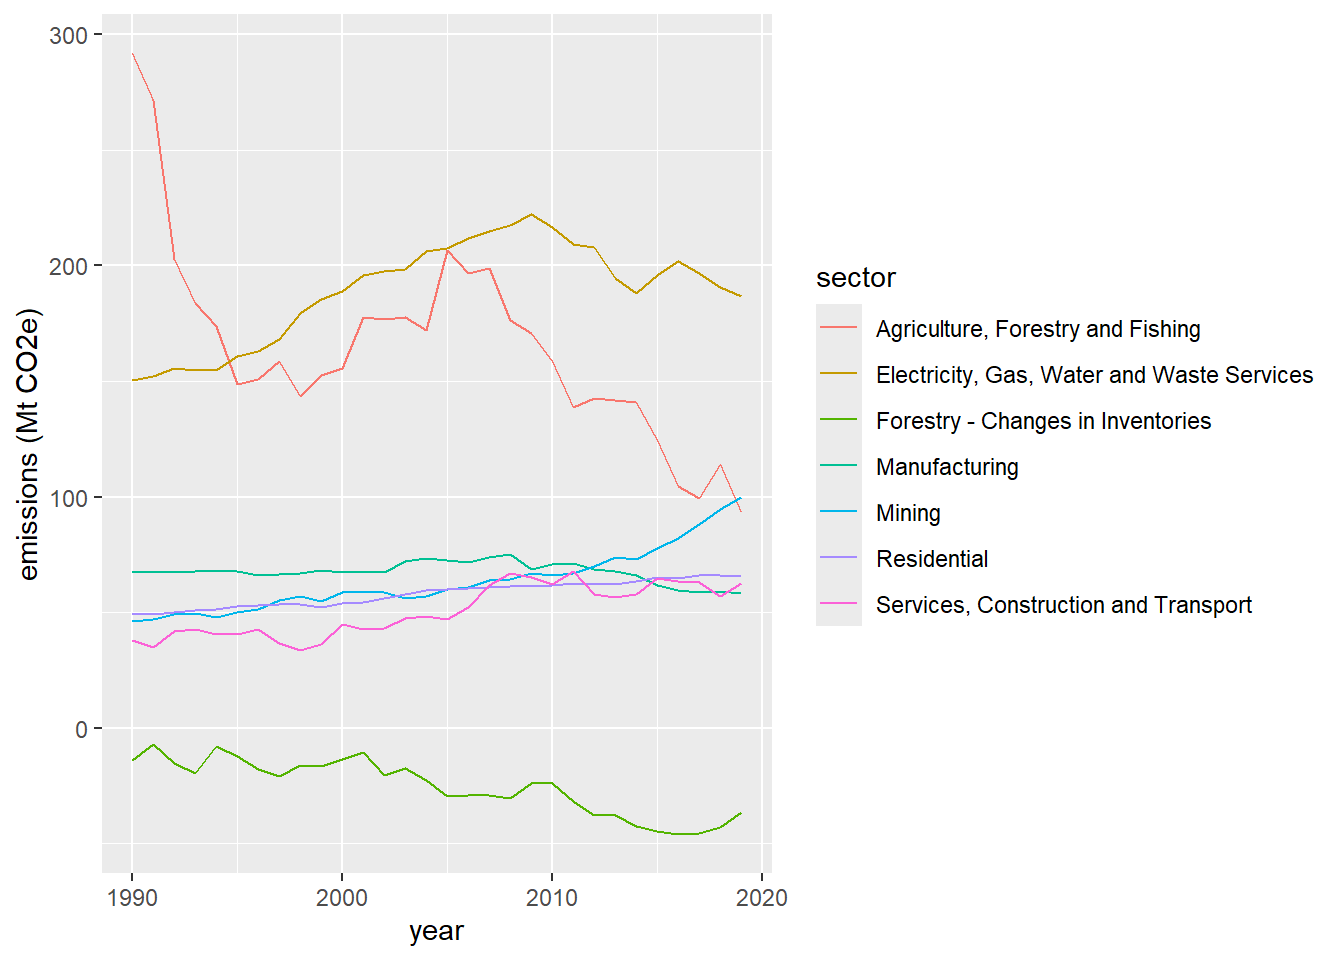 300
200
100
0
emissions (Mt CO2e)
1990
2000
2010
2020
year
sector
Agriculture, Forestry and Fishing
Electricity, Gas, Water and Waste Services
Forestry - Changes in Inventories
Manufacturing
Mining
Residential
Services, Construction and Transport